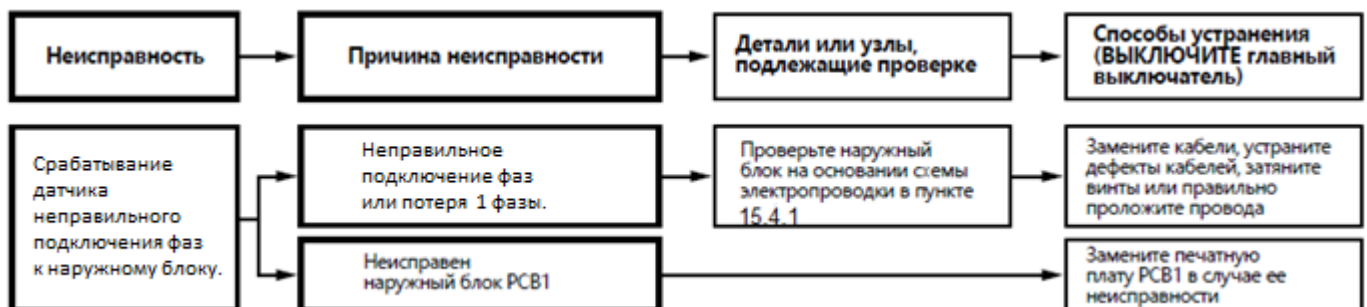 Неисправность
Причина неисправности
Детали или узлы,
подлежащие проверке
Способы устранения
(ВЫКЛЮЧИТЕ главный
выключатель)
Срабатывание
датчика
неправильного
подключения фаз
к наружному блоку.
Неправильное
подключение фаз
или потеря 1 фазы.
Проверьте наружный
блок на основании схемы
электропроводки в пункте
15.4.1
Замените кабели, устраните
дефекты кабелей, затяните
винты или правильно
проложите провода
Неисправен
наружный блок PCB1
Замените печатную
плату PCB1 в случае ее
неисправности